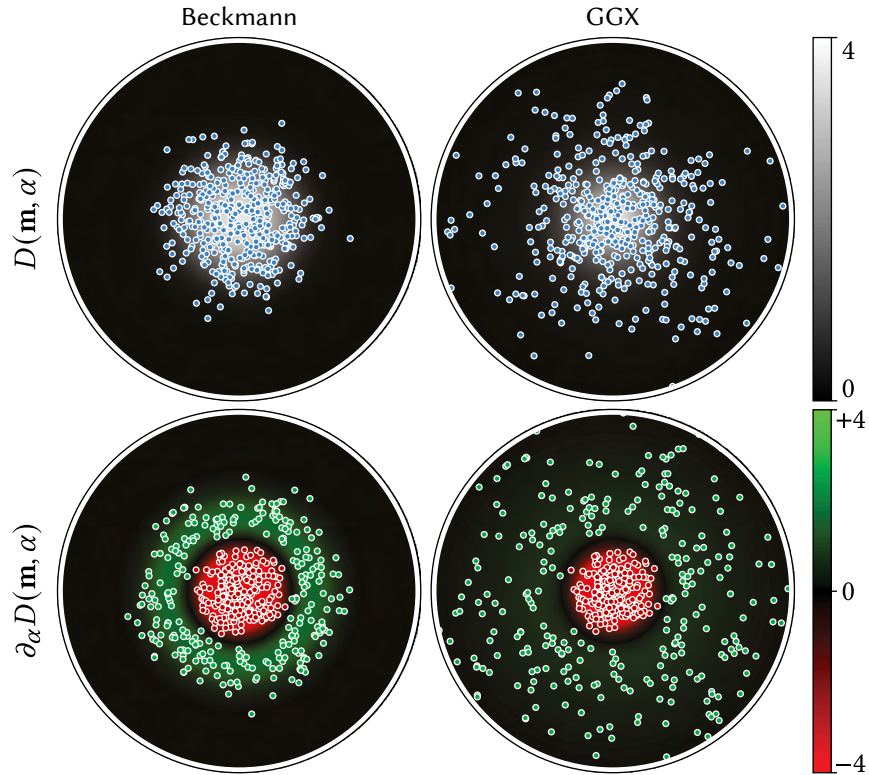 Beckmann
GGX
D(m, α)
4
0
∂αD(m, α)
+4
0
−4